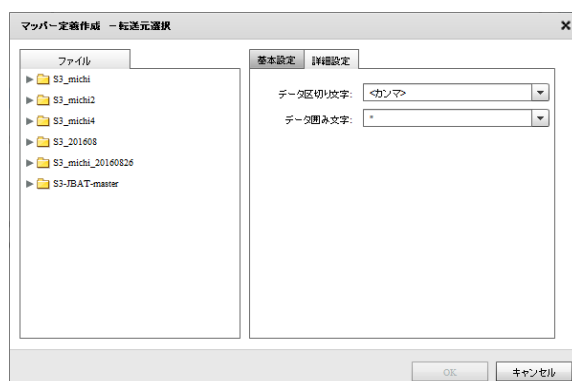 マッパー定義作成 －転送元選択
ファイル
S3_michi
S3_michi2
S3_michi4
S3_201608
S3_michi_20160826
S3-JBAT-master
基本設定 詳細設定
データ区切り文字: <カンマ>
データ囲み文字: "
OK キャンセル